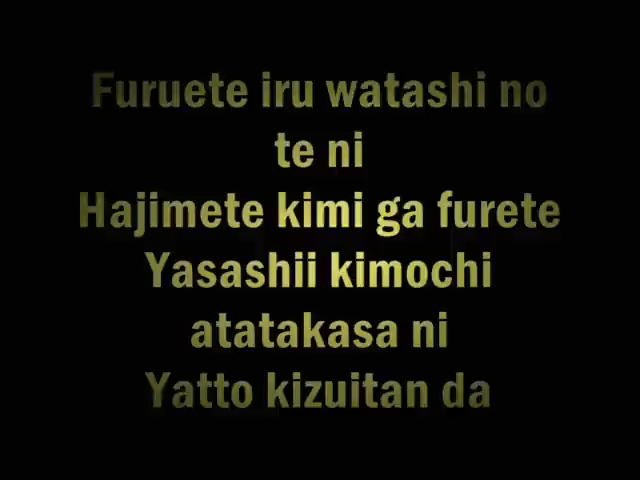 Furuete iru watashi no
te ni
Hajimete kimi ga furete
Yasashii kimochi
atatakasa ni
Yatto kizuitan da